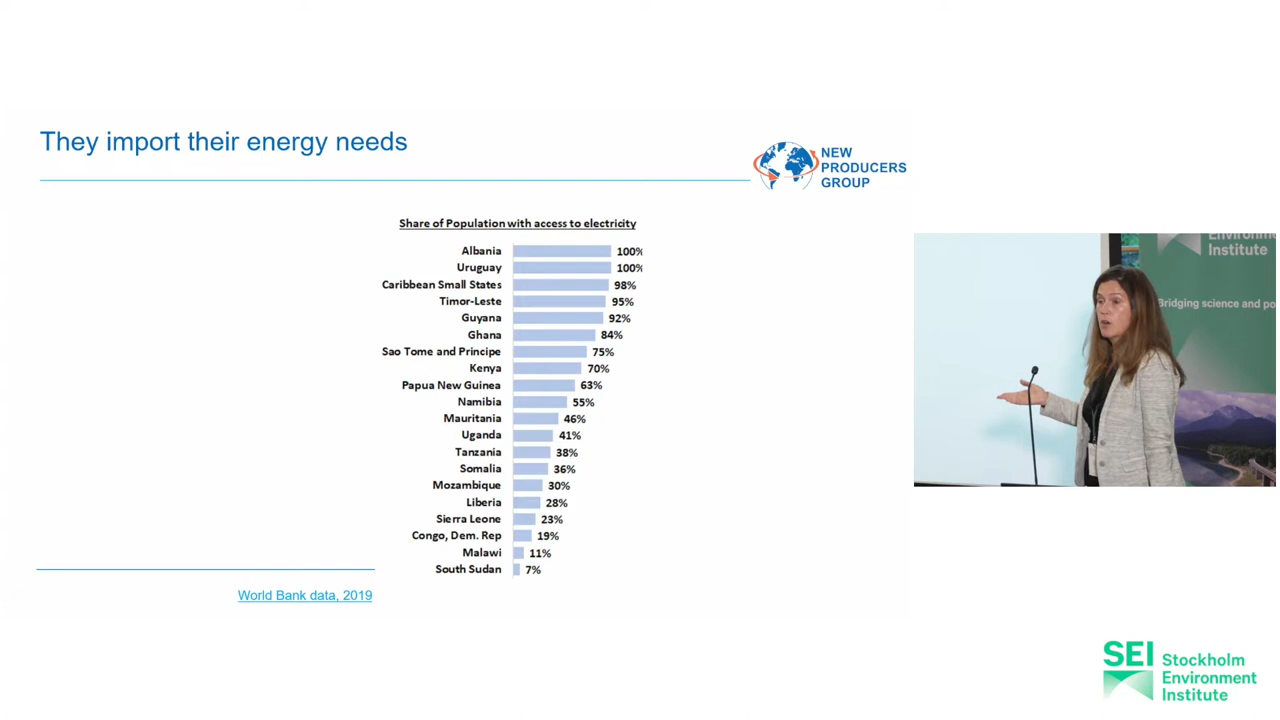 They import their energy needs
NEW
PRODUCERS
GROUP
Share of Population with access to electricity
Albania 100%
Uruguay 100%
Caribbean Small States 98%
Timor-Leste 95%
Guyana 92%
Ghana 84%
Sao Tome and Principe 75%
Kenya 70%
Papua New Guinea 63%
Namibia 55%
Mauritania 46%
Uganda 41%
Tanzania 38%
Somalia 36%
Mozambique 30%
Liberia 28%
Sierra Leone 23%
Congo, Dem. Rep 19%
Malawi 11%
South Sudan 7%
World Bank data, 2019
Institute
Bridging science and po
SEI Stockholm
Environment
Institute